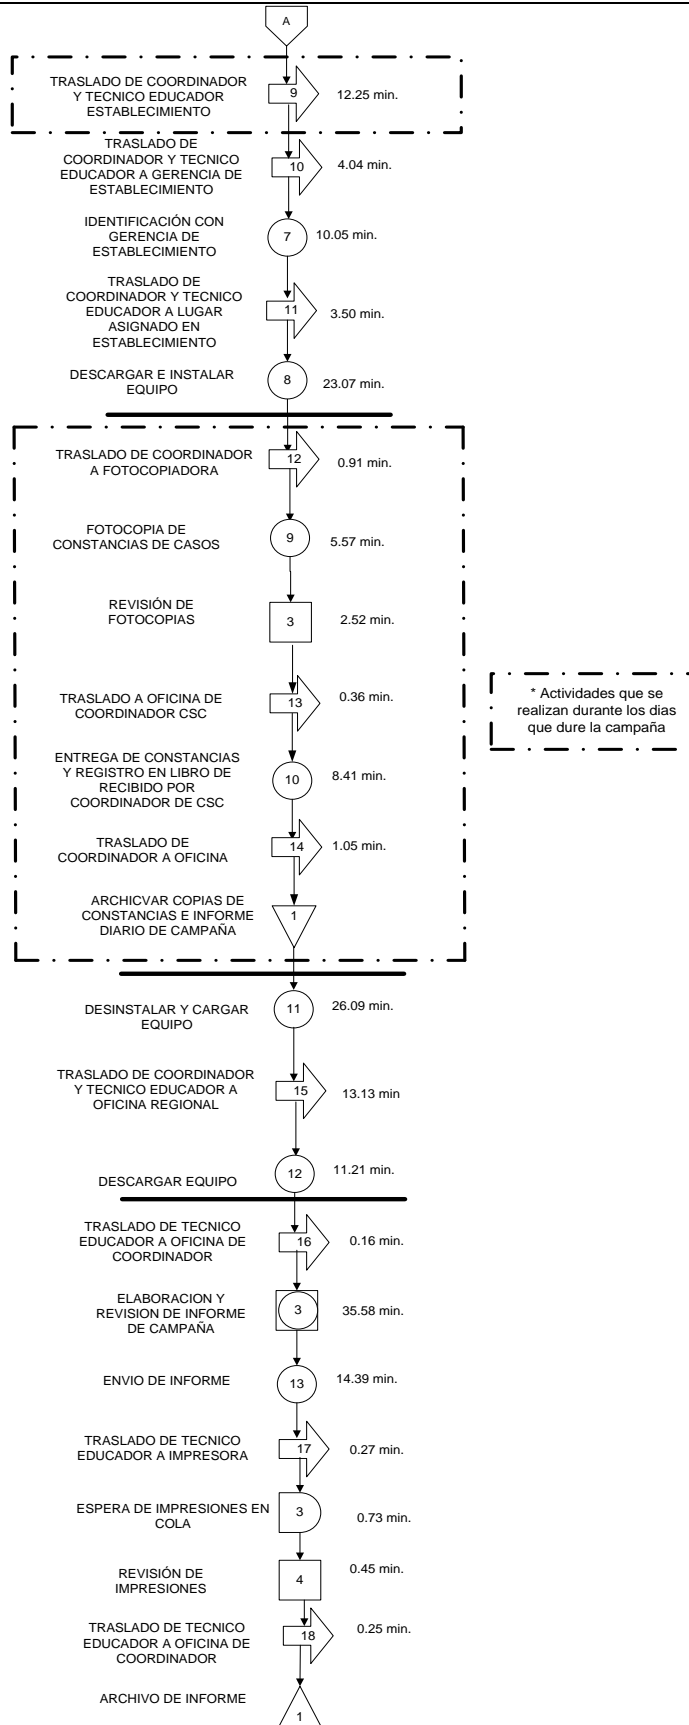 A
TRASLADO DE COORDINADOR
Y TECNICO EDUCADOR
ESTABLECIMIENTO
9
12.25 min.
TRASLADO DE
COORDINADOR Y TECNICO
EDUCADOR A GERENCIA DE
ESTABLECIMIENTO
10
4.04 min.
IDENTIFICACIÓN CON
GERENCIA DE
ESTABLECIMIENTO
7
10.05 min.
TRASLADO DE
COORDINADOR Y TECNICO
EDUCADOR A LUGAR
ASIGNADO EN
ESTABLECIMIENTO
11
3.50 min.
DESCARGAR E INSTALAR
EQUIPO
8
23.07 min.
TRASLADO DE COORDINADOR
A FOTOCOPIADORA
12
0.91 min.
FOTOCOPIA DE
CONSTANCIAS DE CASOS
9
5.57 min.
REVISIÓN DE
FOTOCOPIAS
3
2.52 min.
TRASLADO A OFICINA DE
COORDINADOR CSC
13
0.36 min.
* Actividades que se
realizan durante los dias
que dure la campaña
ENTREGA DE CONSTANCIAS
Y REGISTRO EN LIBRO DE
RECIBIDO POR
COORDINADOR DE CSC
10
8.41 min.
TRASLADO DE
COORDINADOR A OFICINA
14
1.05 min.
ARCHICVAR COPIAS DE
CONSTANCIAS E INFORME
DIARIO DE CAMPAÑA
1
DESINSTALAR Y CARGAR
EQUIPO
11
26.09 min.
TRASLADO DE COORDINADOR
Y TECNICO EDUCADOR A
OFICINA REGIONAL
15
13.13 min
DESCARGAR EQUIPO
12
11.21 min.
TRASLADO DE TECNICO
EDUCADOR A OFICINA DE
COORDINADOR
16
0.16 min.
ELABORACION Y
REVISION DE INFORME
DE CAMPAÑA
3
35.58 min.
ENVIO DE INFORME
13
14.39 min.
TRASLADO DE TECNICO
EDUCADOR A IMPRESORA
17
0.27 min.
ESPERA DE IMPRESIONES EN
COLA
3
0.73 min.
REVISIÓN DE
IMPRESIONES
4
0.45 min.
TRASLADO DE TECNICO
EDUCADOR A OFICINA DE
COORDINADOR
18
0.25 min.
ARCHIVO DE INFORME
1